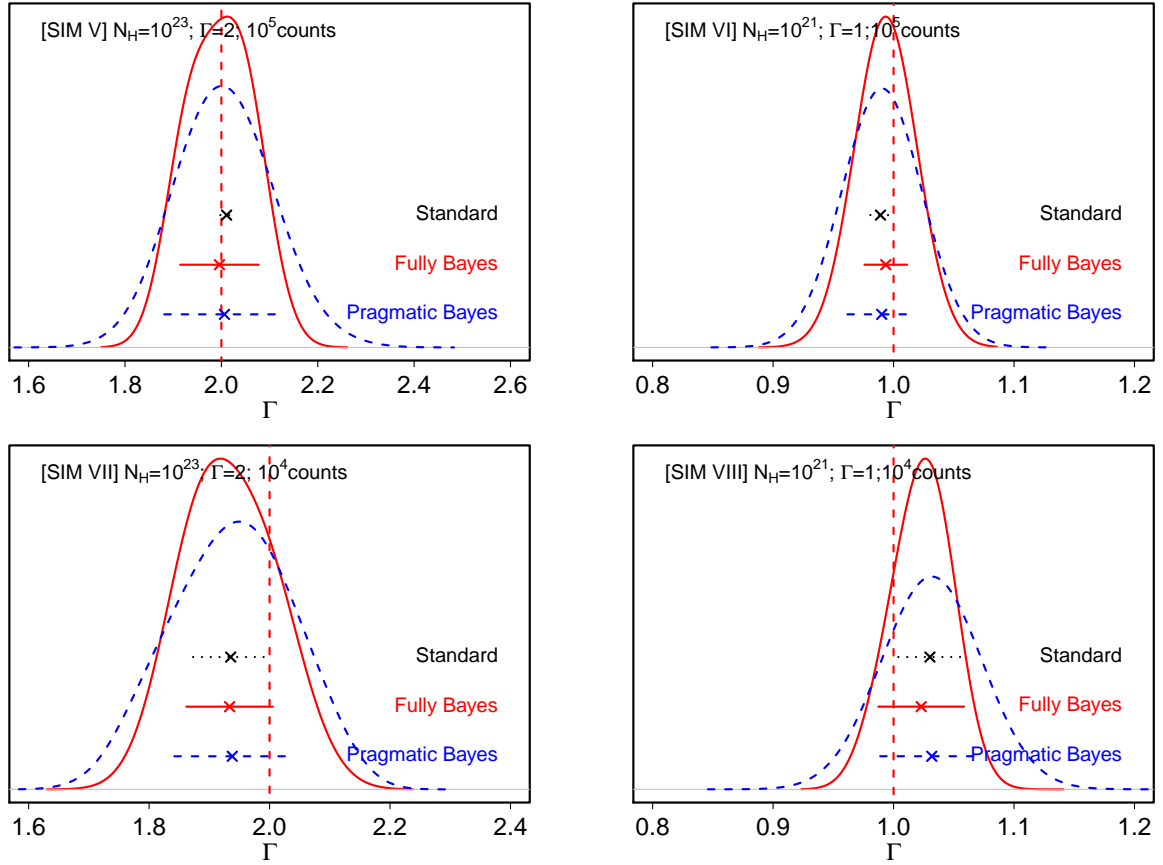 [SIM V] N_H=10^23; Γ=2; 10^5counts
Standard
Fully Bayes
Pragmatic Bayes
1.6 1.8 2.0 2.2 2.4 2.6
Γ
[SIM VI] N_H=10^21; Γ=1;10^5counts
Standard
Fully Bayes
Pragmatic Bayes
0.8 0.9 1.0 1.1 1.2
Γ
[SIM VII] N_H=10^23; Γ=2; 10^4counts
Standard
Fully Bayes
Pragmatic Bayes
1.6 1.8 2.0 2.2 2.4
Γ
[SIM VIII] N_H=10^21; Γ=1;10^4counts
Standard
Fully Bayes
Pragmatic Bayes
0.8 0.9 1.0 1.1 1.2
Γ